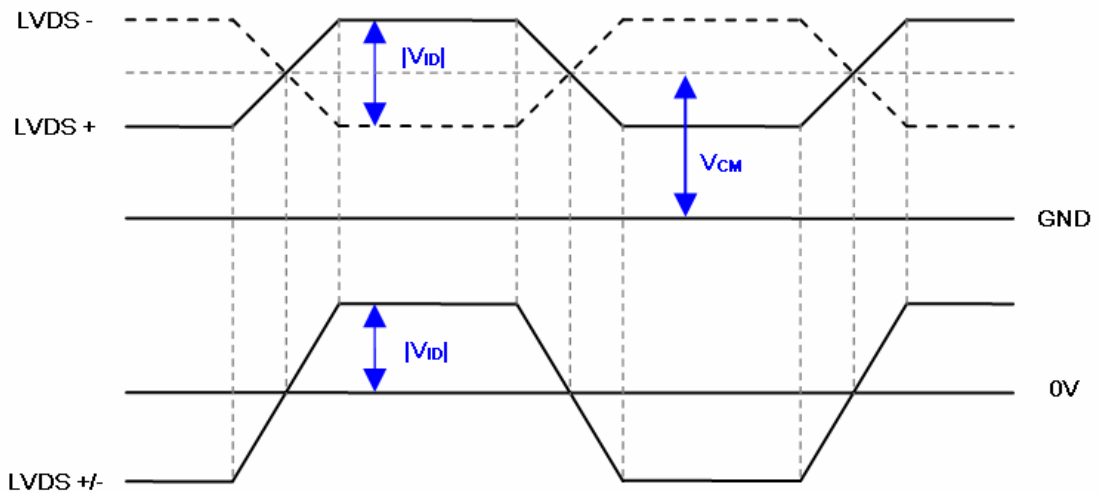 LVDS -
|VID|
LVDS +
VCM
GND
|VID|
0V
LVDS +/-